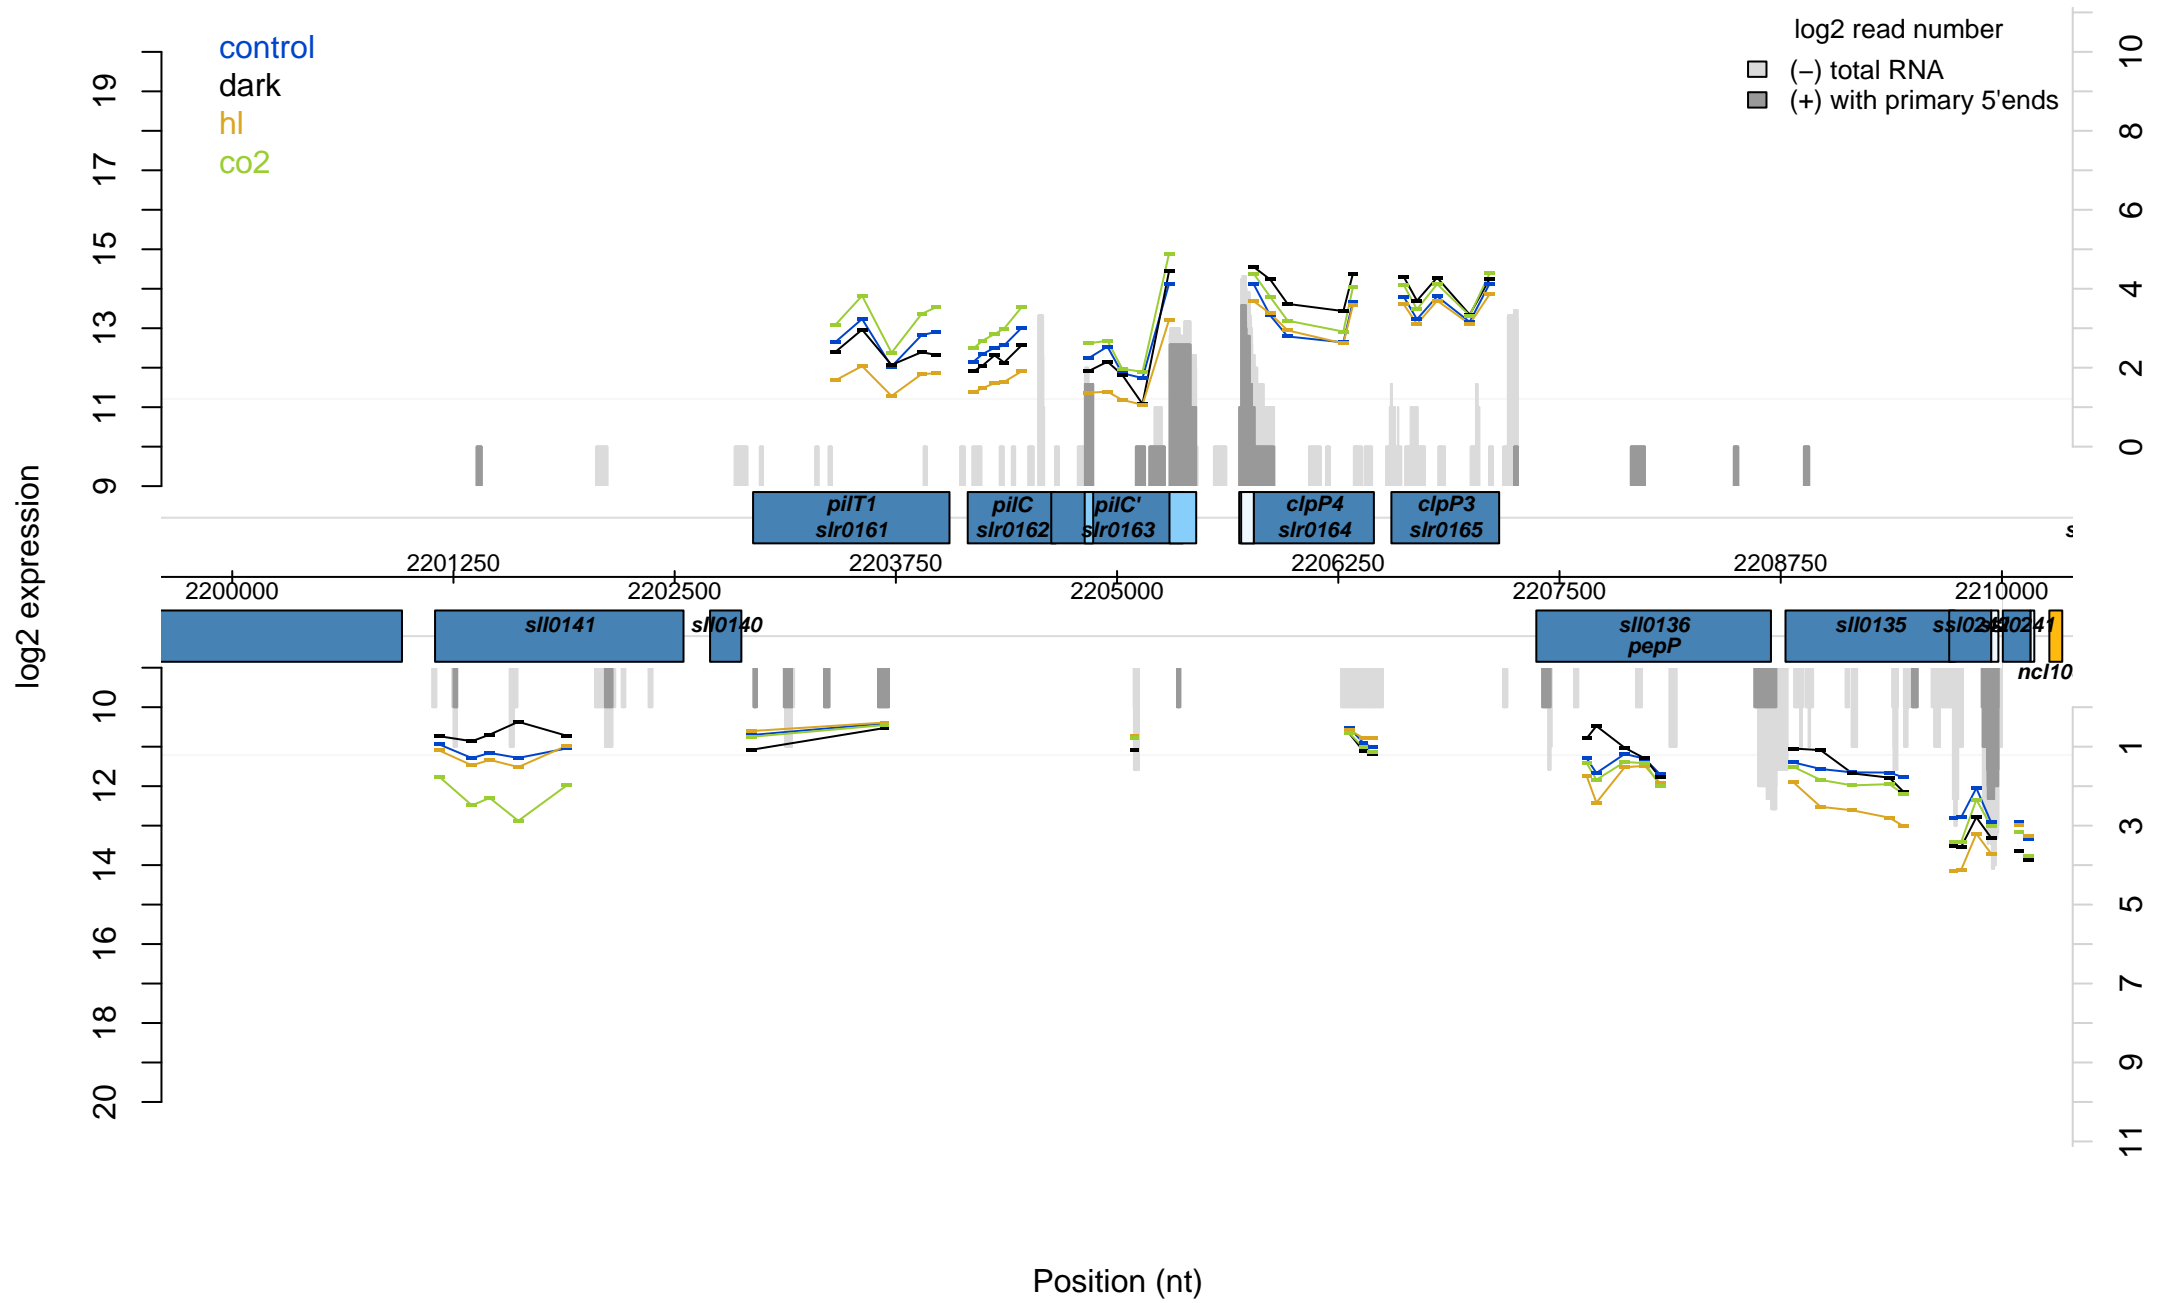 control
dark
hl
co2
log2 read number
(−) total RNA
(+) with primary 5'ends
19
17
15
13
11
9
10
8
6
4
2
0
log2 expression
pilT1
slr0161
pilC
slr0162
pilC'
slr0163
clpP4
slr0164
clpP3
slr0165
s
2201250
2203750
2206250
2208750
2200000
2202500
2205000
2207500
2210000
sll0141
sll0140
sll0136
pepP
sll0135
ssl0241
ncl10
10
12
14
16
18
20
1
3
5
7
9
11
Position (nt)